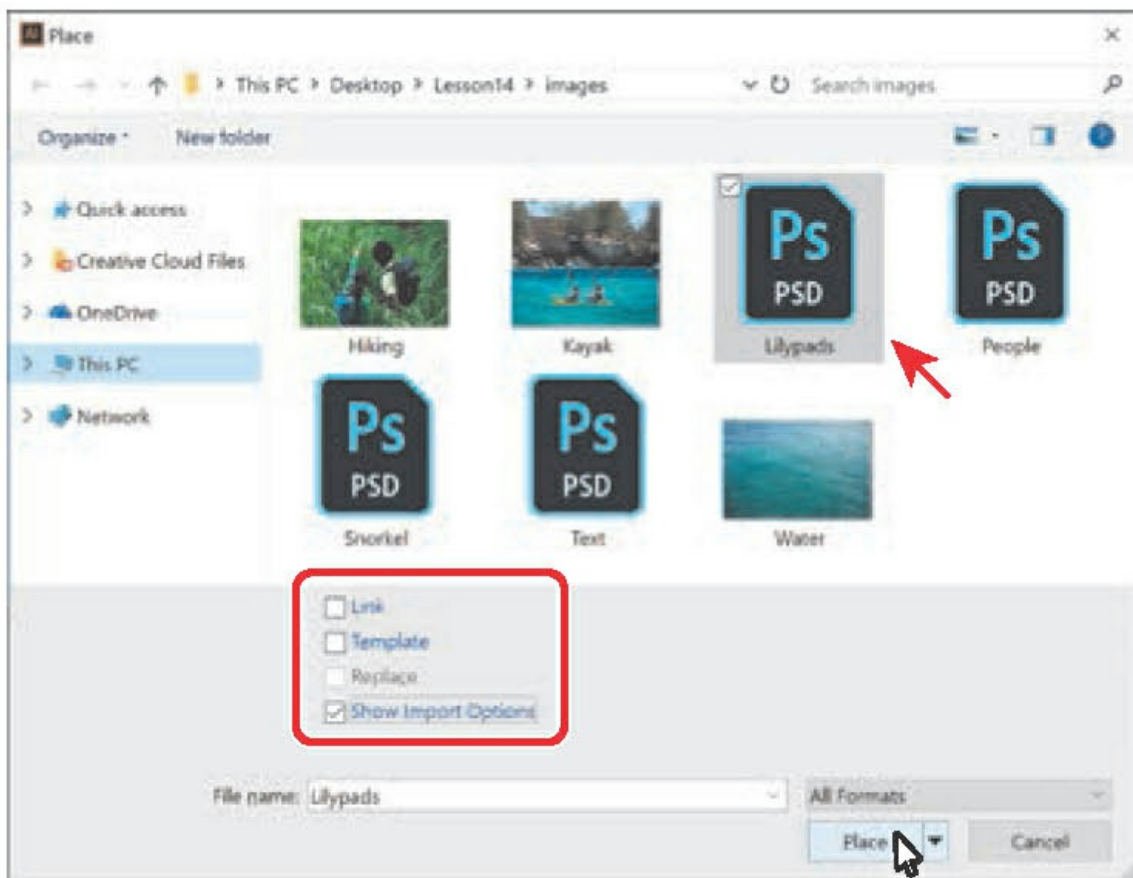 Ai Place
This PC > Desktop > Lesson14 > images
Search images
Organize
New folder
Quick access
Creative Cloud Files
OneDrive
This PC
Network
Hiking
Kayak
Ps
PSD
Lilypads
Ps
PSD
People
Ps
PSD
Snorkel
Ps
PSD
Text
Water
Link
Template
Replace
Show Import Options
File name: Lilypads
All Formats
Place
Cancel